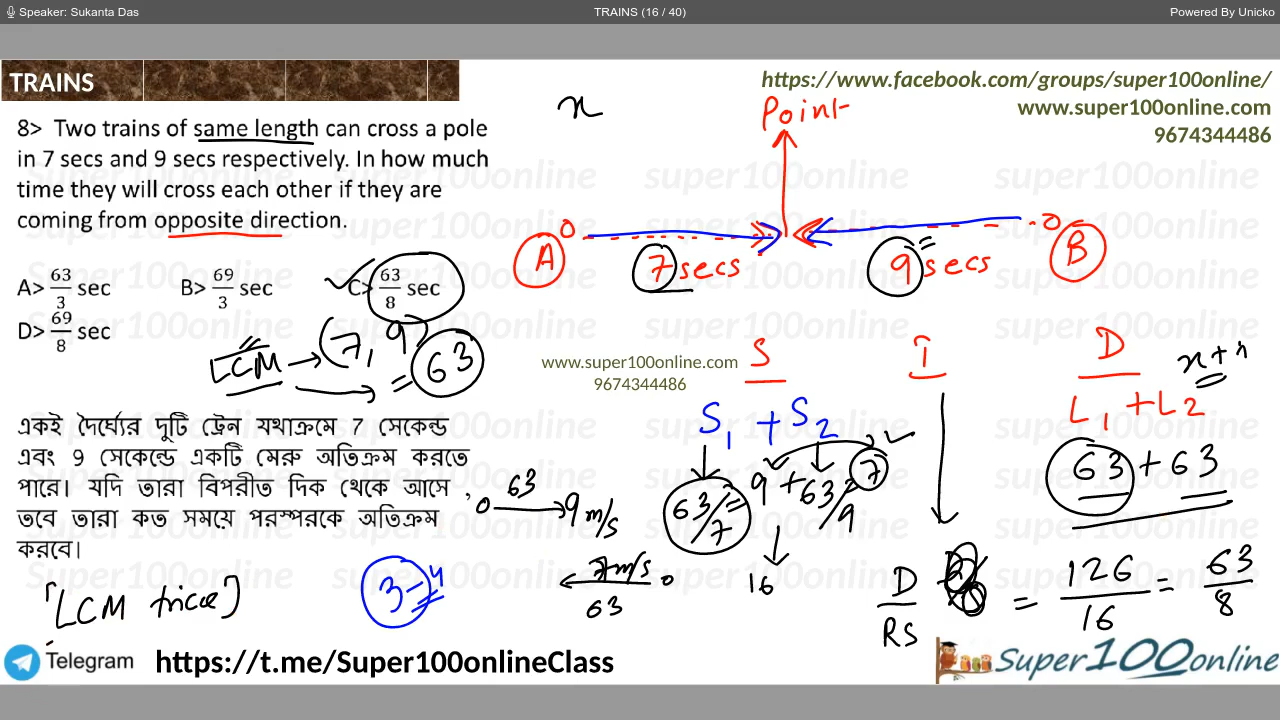 Speaker: Sukanta Das
TRAINS (16 / 40)
Powered By Unicko
TRAINS
https://www.facebook.com/groups/super100online/
www.super100online.com
9674344486
8> Two trains of same length can cross a pole
in 7 secs and 9 secs respectively. In how much
time they will cross each other if they are
coming from opposite direction.
A> 63/3 sec
B> 69/3 sec
C> 63/8 sec
D> 69/8 sec
LCM → (7, 9)
= 63
x
Point
A
7 secs
9 secs
B
www.super100online.com
9674344486
S
T
D
x + x
S1 + S2
L1 + L2
63/7 = 9 + 63/9 = 7
63 + 63
16
একই দৈর্ঘ্যের দুটি ট্রেন যথাক্রমে 7 সেকেন্ড
এবং 9 সেকেন্ডে একটি মেরু অতিক্রম করতে
পারে। যদি তারা বিপরীত দিক থেকে আসে
তবে তারা কত সময়ে পরস্পরকে অতিক্রম
করবে।
63
9 m/s
7 m/s
63
3-4
D/RS = 126/16 = 63/8
LCM
Telegram
https://t.me/Super100onlineClass
Super100online